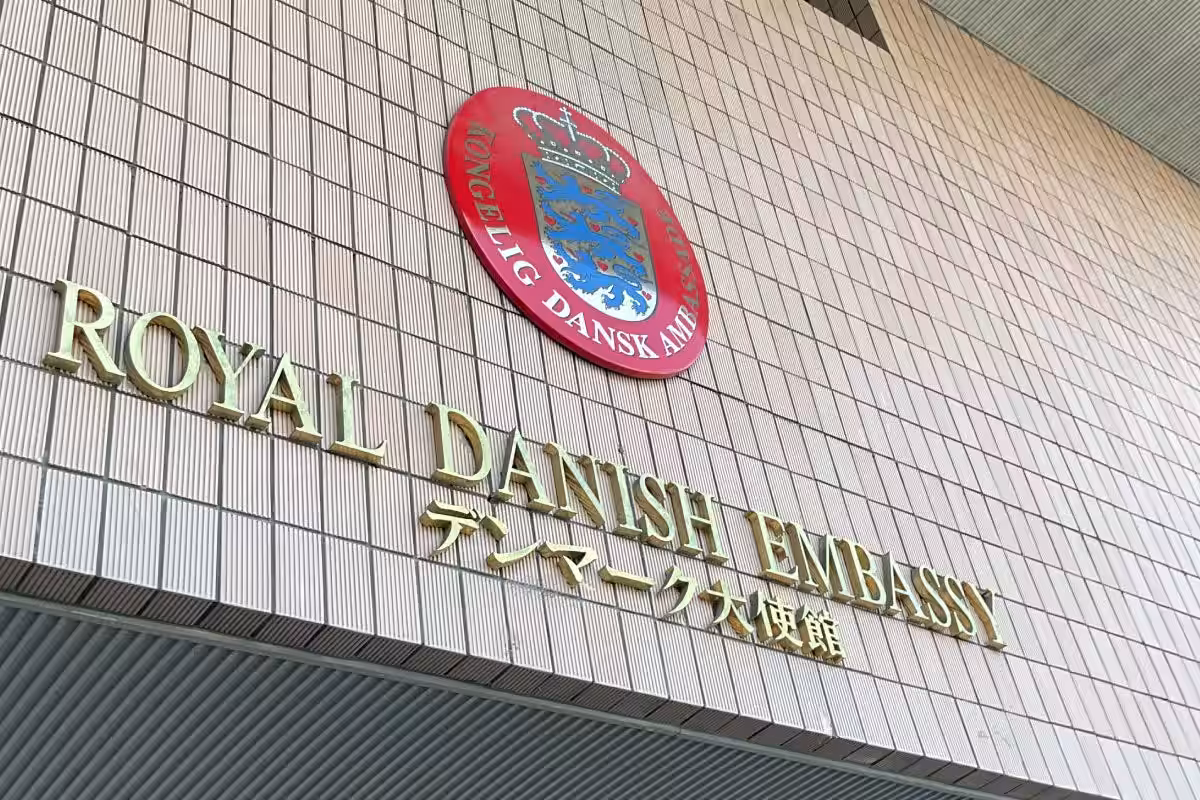 KONGELIG DANSK AMBASSADE
ROYAL DANISH EMBASSY
デンマーク大使館